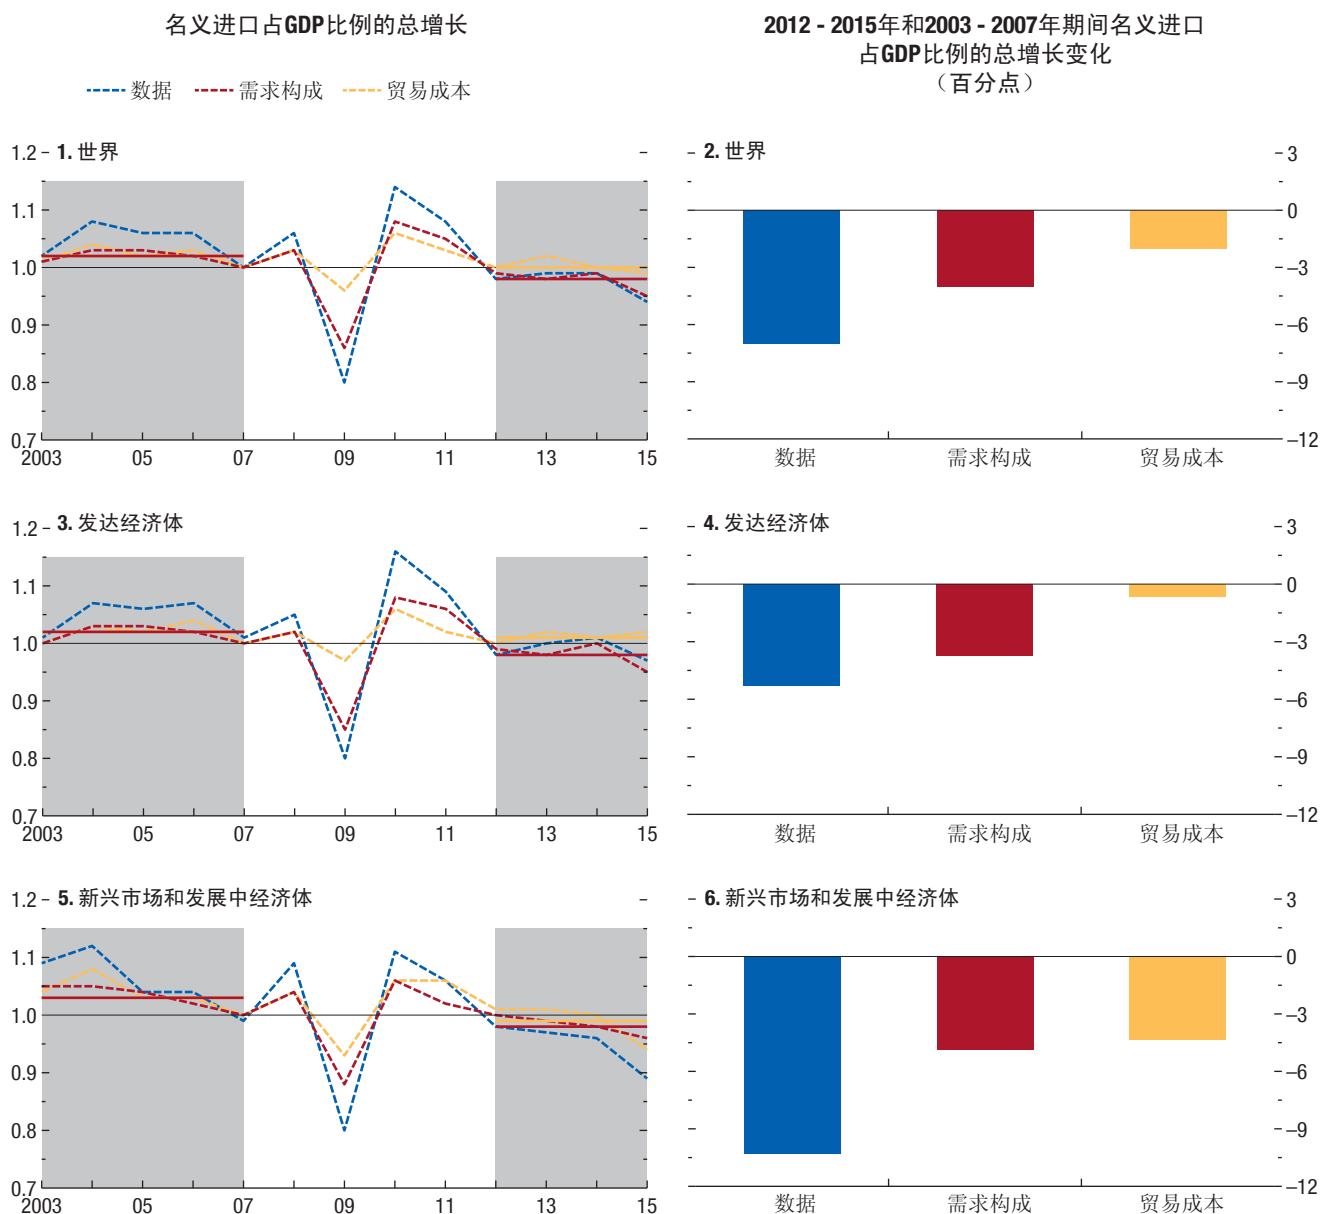 名义进口占GDP比例的总增长
数据 需求构成 贸易成本
2012 - 2015年和2003 - 2007年期间名义进口
占GDP比例的总增长变化
（百分点）
1. 世界
1.2
1.1
1.0
0.9
0.8
0.7
2003 05 07 09 11 13 15
2. 世界
3
0
–3
–6
–9
–12
数据 需求构成 贸易成本
3. 发达经济体
1.2
1.1
1.0
0.9
0.8
0.7
2003 05 07 09 11 13 15
4. 发达经济体
3
0
–3
–6
–9
–12
数据 需求构成 贸易成本
5. 新兴市场和发展中经济体
1.2
1.1
1.0
0.9
0.8
0.7
2003 05 07 09 11 13 15
6. 新兴市场和发展中经济体
3
0
–3
–6
–9
–12
数据 需求构成 贸易成本